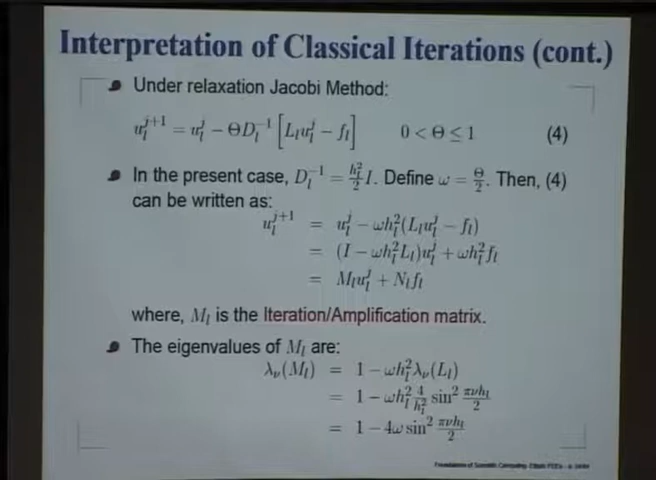 Interpretation of Classical Iterations (cont.)
Under relaxation Jacobi Method:
u_l^{j+1} = u_l^j − ΘD_l^{−1} [L_l u_l^j − f_l]   0 < Θ ≤ 1   (4)
In the present case, D_l^{−1} = h_l^2/2 I. Define ω = Θ/2. Then, (4)
can be written as:
u_l^{j+1} = u_l^j − ωh_l^2(L_l u_l^j − f_l)
= (I − ωh_l^2 L_l)u_l^j + ωh_l^2 f_l
= M_l u_l^j + N_l f_l
where, M_l is the Iteration/Amplification matrix.
The eigenvalues of M_l are:
λ_ν(M_l) = 1 − ωh_l^2 λ_ν(L_l)
= 1 − ωh_l^2 4/h_l^2 sin^2 πνh_l/2
= 1 − 4ω sin^2 πνh_l/2
Foundations of Scientific Computing